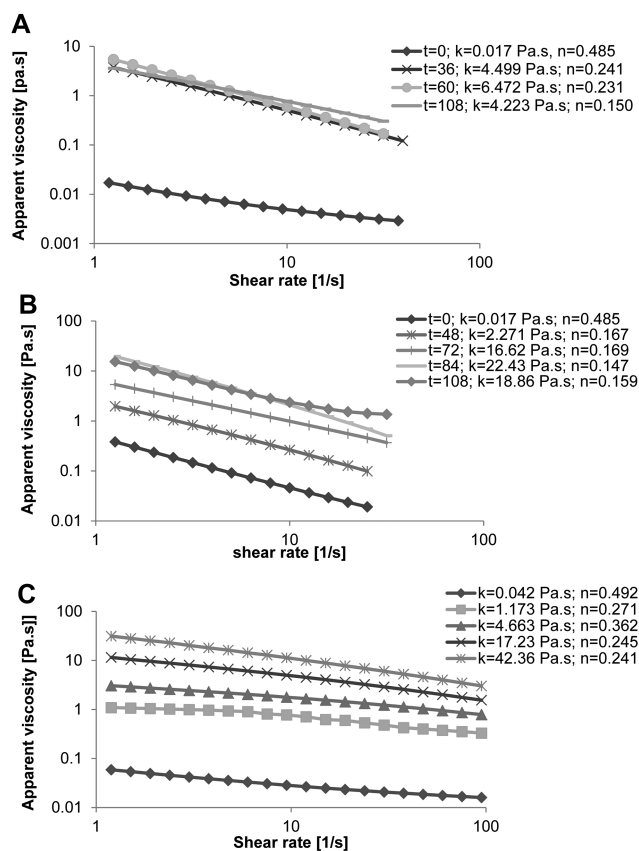 A
Apparent viscosity [pa.s]
10
1
0.1
0.01
0.001
1
10
100
Shear rate [1/s]
t=0; k=0.017 Pa.s, n=0.485
t=36; k=4.499 Pa.s; n=0.241
t=60; k=6.472 Pa.s; n=0.231
t=108; k=4.223 Pa.s; n=0.150
B
Apparent viscosity [Pa.s]
100
10
1
0.1
0.01
1
10
100
shear rate [1/s]
t=0; k=0.017 Pa.s; n=0.485
t=48; k=2.271 Pa.s; n=0.167
t=72; k=16.62 Pa.s; n=0.169
t=84; k=22.43 Pa.s; n=0.147
t=108; k=18.86 Pa.s; n=0.159
C
Apparent viscosity [Pa.s]]
100
10
1
0.1
0.01
1
10
100
Shear rate [1/s]
k=0.042 Pa.s; n=0.492
k=1.173 Pa.s; n=0.271
k=4.663 Pa.s; n=0.362
k=17.23 Pa.s; n=0.245
k=42.36 Pa.s; n=0.241